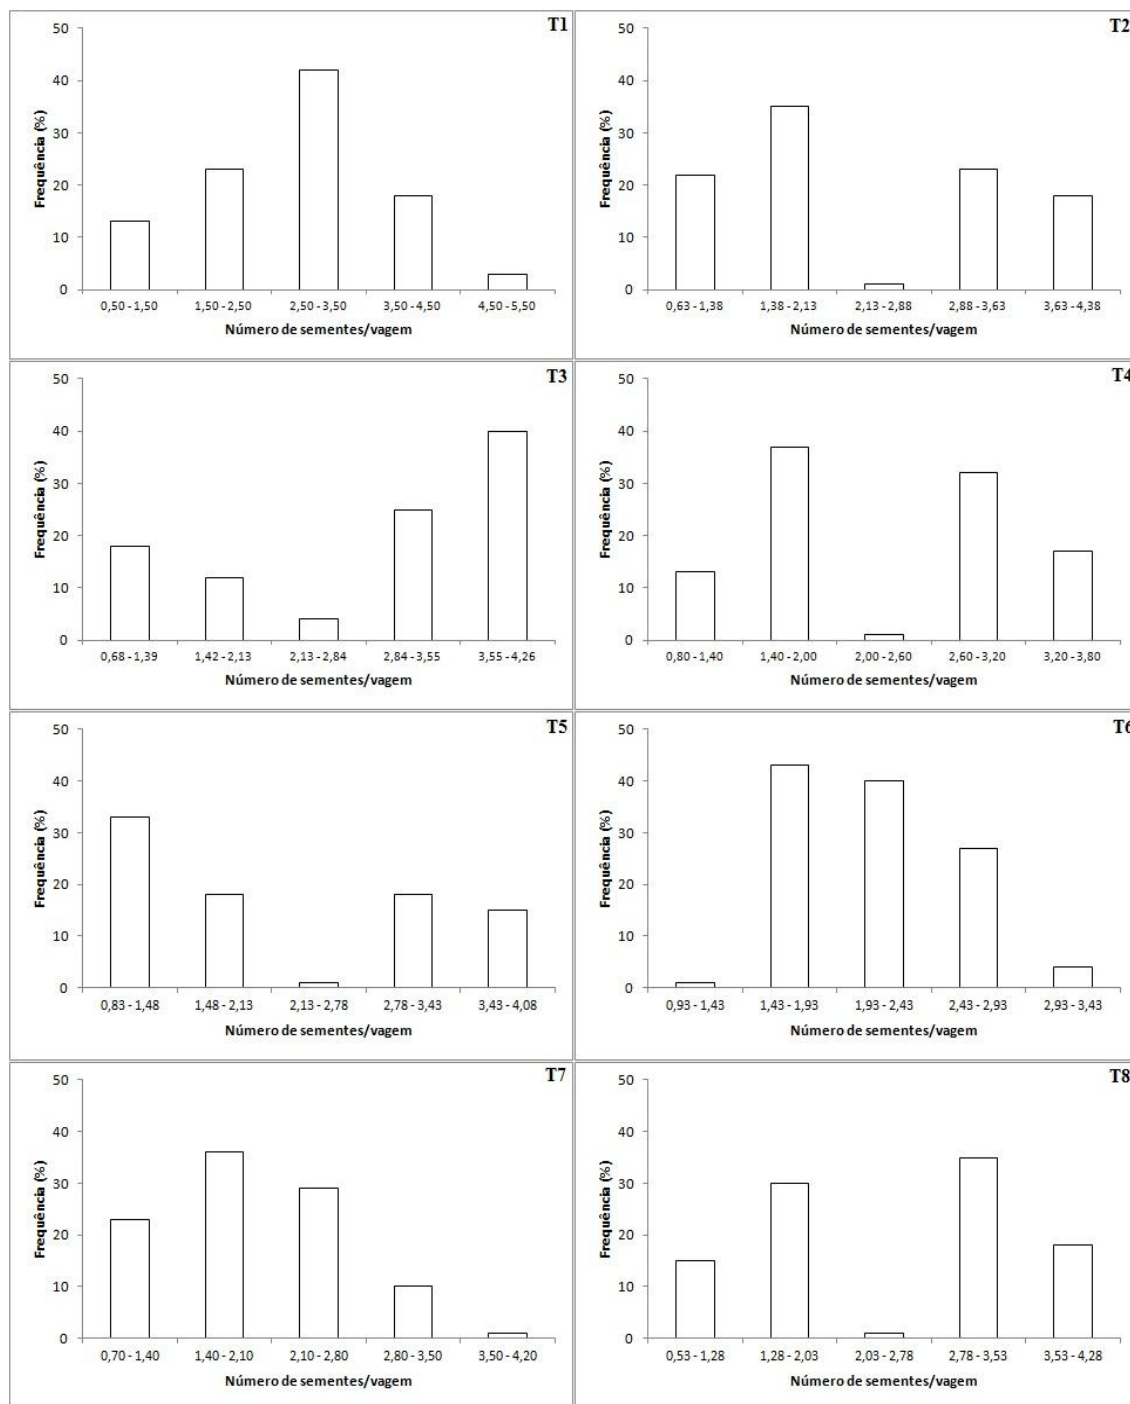 T1
Frequência (%)
50
40
30
20
10
0
0,50 - 1,50 1,50 - 2,50 2,50 - 3,50 3,50 - 4,50 4,50 - 5,50
Número de sementes/vagem
T2
Frequência (%)
50
40
30
20
10
0
0,63 - 1,38 1,38 - 2,13 2,13 - 2,88 2,88 - 3,63 3,63 - 4,38
Número de sementes/vagem
T3
Frequência (%)
50
40
30
20
10
0
0,68 - 1,39 1,42 - 2,13 2,13 - 2,84 2,84 - 3,55 3,55 - 4,26
Número de sementes/vagem
T4
Frequência (%)
50
40
30
20
10
0
0,80 - 1,40 1,40 - 2,00 2,00 - 2,60 2,60 - 3,20 3,20 - 3,80
Número de sementes/vagem
T5
Frequência (%)
50
40
30
20
10
0
0,83 - 1,48 1,48 - 2,13 2,13 - 2,78 2,78 - 3,43 3,43 - 4,08
Número de sementes/vagem
T6
Frequência (%)
50
40
30
20
10
0
0,93 - 1,43 1,43 - 1,93 1,93 - 2,43 2,43 - 2,93 2,93 - 3,43
Número de sementes/vagem
T7
Frequência (%)
50
40
30
20
10
0
0,70 - 1,40 1,40 - 2,10 2,10 - 2,80 2,80 - 3,50 3,50 - 4,20
Número de sementes/vagem
T8
Frequência (%)
50
40
30
20
10
0
0,53 - 1,28 1,28 - 2,03 2,03 - 2,78 2,78 - 3,53 3,53 - 4,28
Número de sementes/vagem